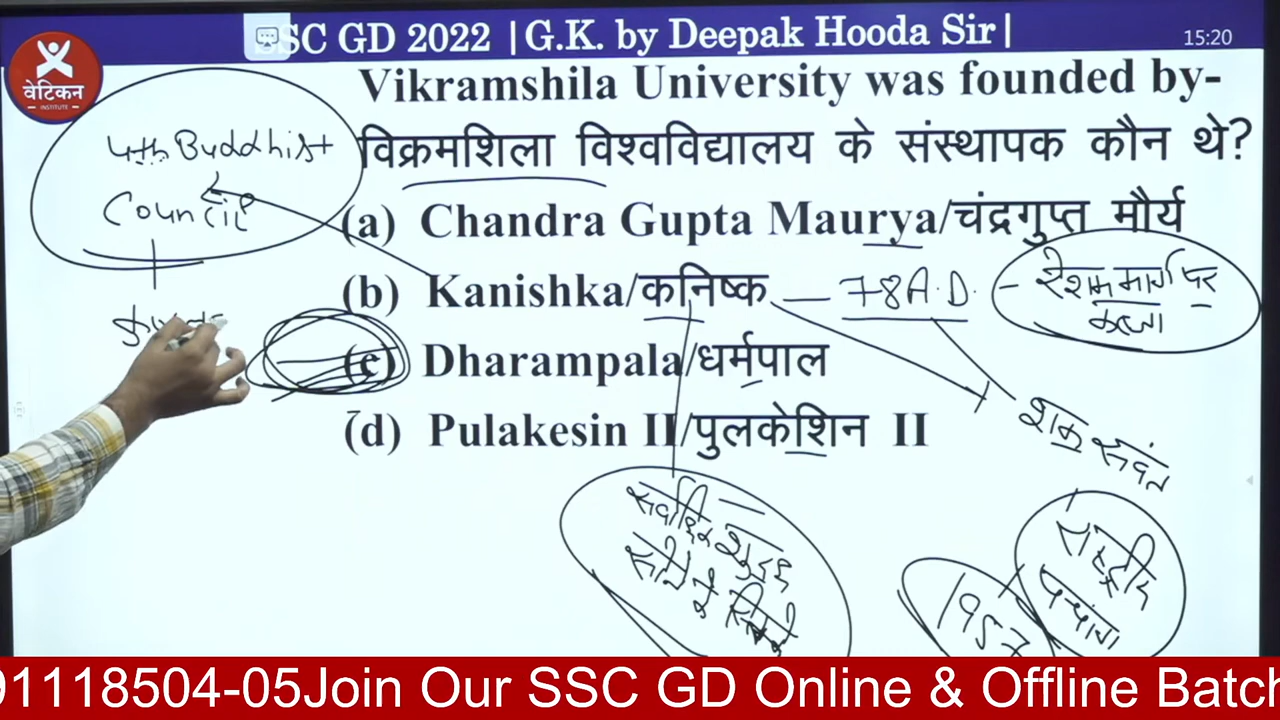 SSC GD 2022 | G.K. by Deepak Hooda Sir |
15:20
वेटिकन
INSTITUTE
Vikramshila University was founded by-
विक्रमशिला विश्वविद्यालय के संस्थापक कौन थे?
(a) Chandra Gupta Maurya/चंद्रगुप्त मौर्य
(b) Kanishka/कनिष्क
(c) Dharampala/धर्मपाल
(d) Pulakesin II/पुलकेशिन II
4th Buddhist
Council
78 A.D.
रेशम मार्ग पर
कब्जा
शक संवत
सर्वाधिक शुद्ध
सोने के सिक्के
राष्ट्रीय
पंचांग
1957
91118504-05Join Our SSC GD Online & Offline Batch